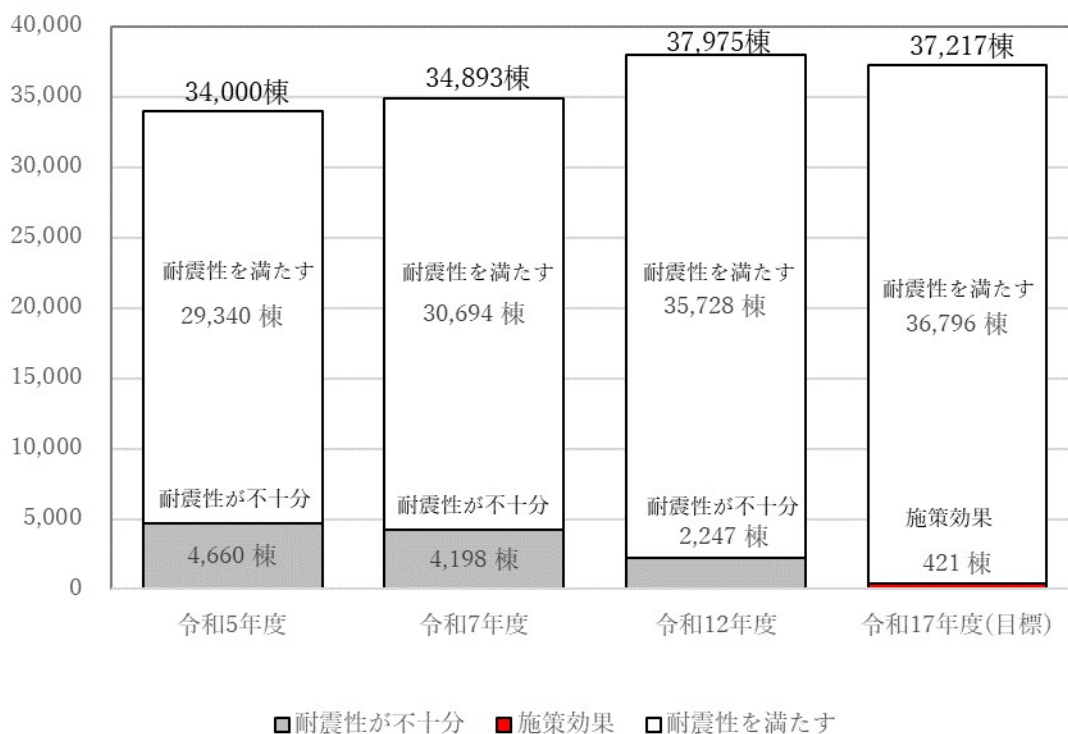 40,000
35,000
30,000
25,000
20,000
15,000
10,000
5,000
0
34,000棟
34,893棟
37,975棟
37,217棟
耐震性を満たす
29,340 棟
耐震性を満たす
30,694 棟
耐震性を満たす
35,728 棟
耐震性を満たす
36,796 棟
耐震性が不十分
4,660 棟
耐震性が不十分
4,198 棟
耐震性が不十分
2,247 棟
施策効果
421 棟
令和5年度
令和7年度
令和12年度
令和17年度(目標)
耐震性が不十分 施策効果 耐震性を満たす